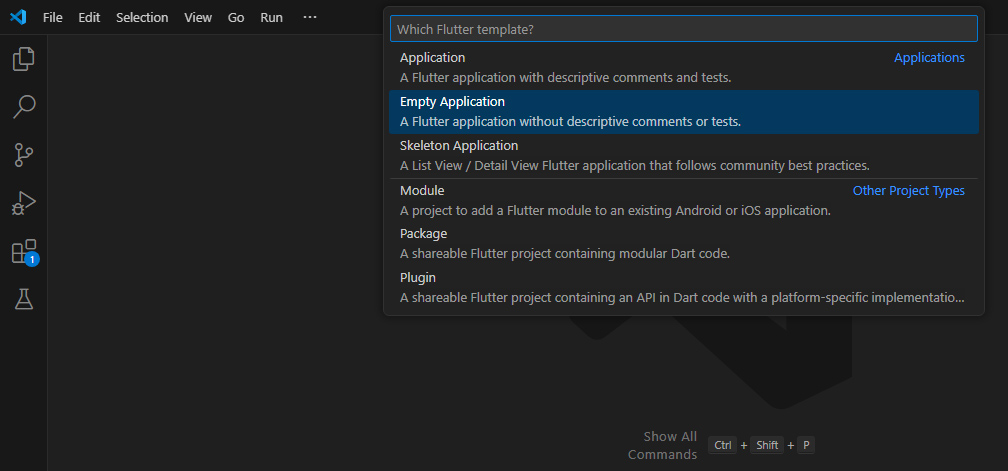 File Edit Selection View Go Run ···
Which Flutter template?
Application Applications
A Flutter application with descriptive comments and tests.
Empty Application
A Flutter application without descriptive comments or tests.
Skeleton Application
A List View / Detail View Flutter application that follows community best practices.
Module Other Project Types
A project to add a Flutter module to an existing Android or iOS application.
Package
A shareable Flutter project containing modular Dart code.
1
Plugin
A shareable Flutter project containing an API in Dart code with a platform-specific implementatio...
Show All
Commands
Ctrl + Shift + P